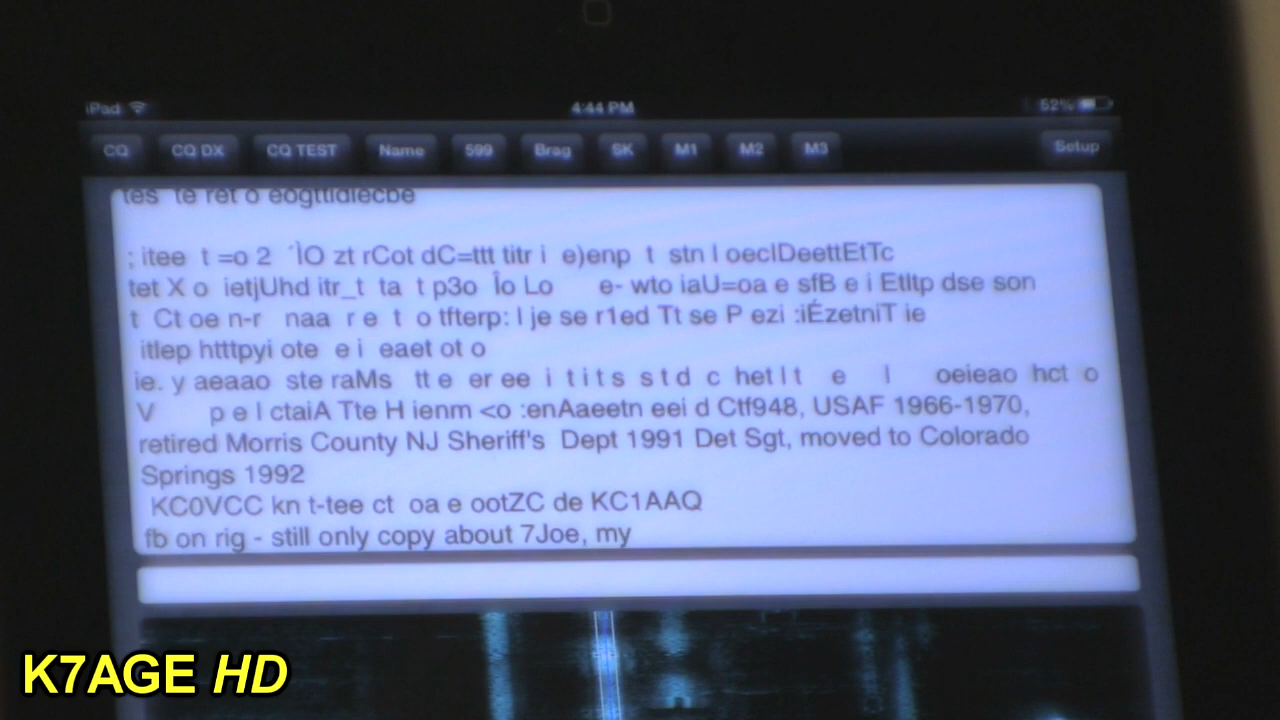 iPad
4:44 PM
52%
CQ
CQ DX
CQ TEST
Name
599
Brag
SK
M1
M2
M3
Setup
tes te ret o eogttidiecbe
; itee t =o 2 ´ÌO zt rCot dC=ttt titr i e)enp t stn l oeclDeettEtTc
tet X o ietjUhd itr_t ta t p3o Îo Lo e- wto iaU=oa e sfB e i Etltp dse son
t Ct oe n-r naa r e t o tfterp: l je se r1ed Tt se P ezi :iÉzetniT ie
itlep htttpyi ote e i eaet ot o
ie. y aeaao ste raMs tt e er ee i t i t s s t d c het l t e l oeieao hct o
V p e l ctaiA Tte H ienm <o :enAaeetn eei d Ctf948, USAF 1966-1970,
retired Morris County NJ Sheriff's Dept 1991 Det Sgt, moved to Colorado
Springs 1992
KC0VCC kn t-tee ct oa e ootZC de KC1AAQ
fb on rig - still only copy about 7Joe, my
K7AGE HD